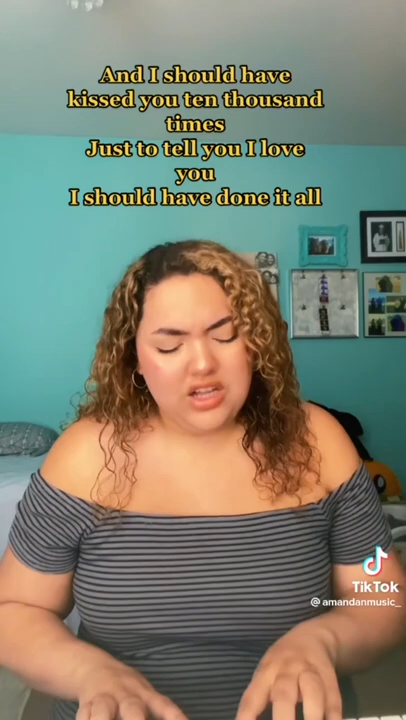 And I should have
kissed you ten thousand
times
Just to tell you I love
you
I should have done it all
TikTok
@amandanmusic_